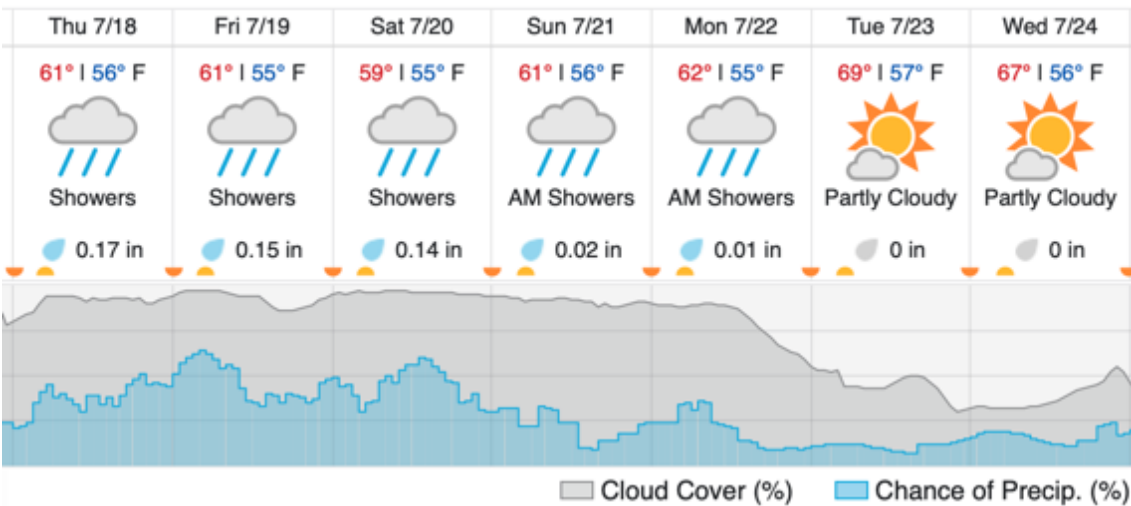 Thu 7/18 Fri 7/19 Sat 7/20 Sun 7/21 Mon 7/22 Tue 7/23 Wed 7/24
61° | 56° F 61° | 55° F 59° | 55° F 61° | 56° F 62° | 55° F 69° | 57° F 67° | 56° F
Showers Showers Showers AM Showers AM Showers Partly Cloudy Partly Cloudy
0.17 in 0.15 in 0.14 in 0.02 in 0.01 in 0 in 0 in
Cloud Cover (%) Chance of Precip. (%)